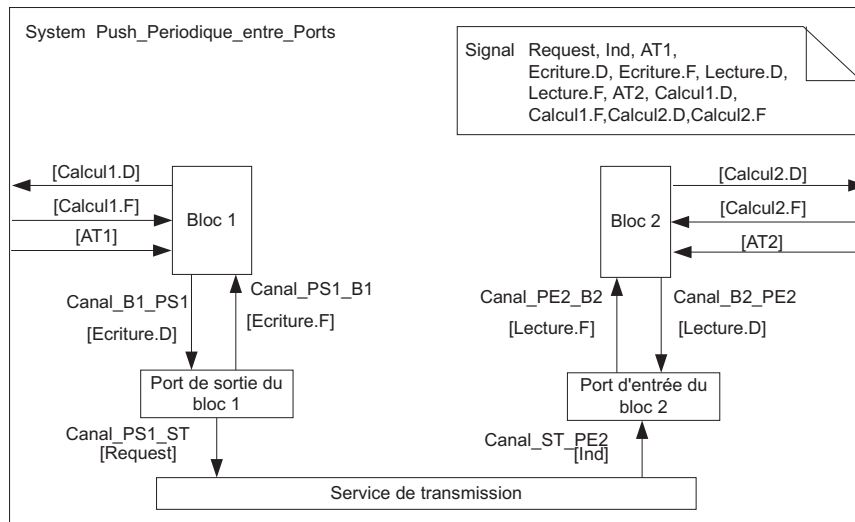 System Push_Periodique_entre_Ports
Signal Request, Ind, AT1,
Ecriture.D, Ecriture.F, Lecture.D,
Lecture.F, AT2, Calcul1.D,
Calcul1.F,Calcul2.D,Calcul2.F
[Calcul1.D]
[Calcul1.F]
[AT1]
Bloc 1
Bloc 2
[Calcul2.D]
[Calcul2.F]
[AT2]
Canal_B1_PS1
[Ecriture.D]
Canal_PS1_B1
[Ecriture.F]
Canal_PE2_B2
[Lecture.F]
Canal_B2_PE2
[Lecture.D]
Port de sortie du
bloc 1
Port d'entrée du
bloc 2
Canal_PS1_ST
[Request]
Canal_ST_PE2
[Ind]
Service de transmission